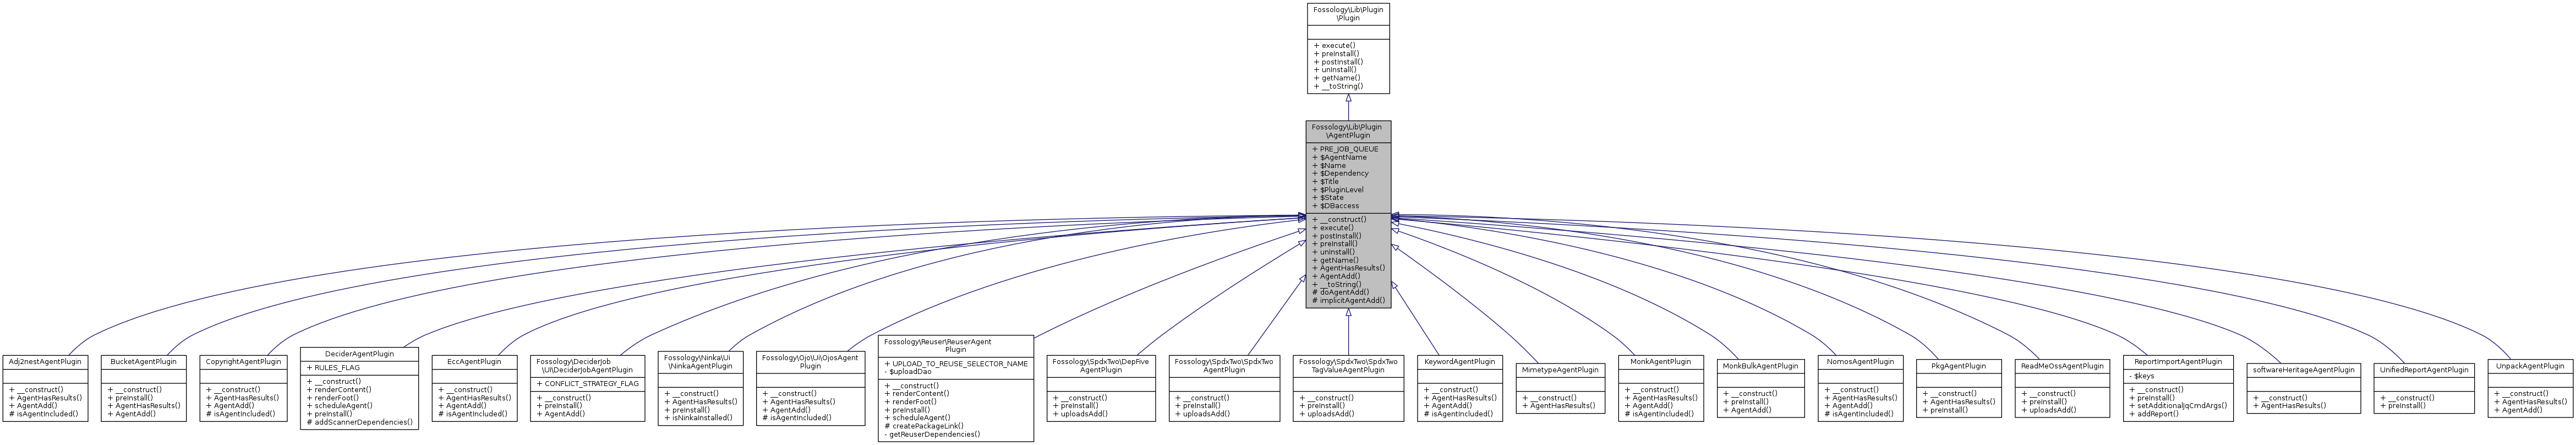 Fossology\Lib\Plugin
\Plugin
+ execute()
+ preInstall()
+ postInstall()
+ unInstall()
+ getName()
+ __toString()
Fossology\Lib\Plugin
\AgentPlugin
+ PRE_JOB_QUEUE
+ $AgentName
+ $Name
+ $Dependency
+ $Title
+ $PluginLevel
+ $State
+ $DBaccess
+ __construct()
+ execute()
+ postInstall()
+ preInstall()
+ unInstall()
+ getName()
+ AgentHasResults()
+ AgentAdd()
+ __toString()
# doAgentAdd()
# implicitAgentAdd()
Adj2nestAgentPlugin
+ __construct()
+ AgentHasResults()
+ AgentAdd()
# isAgentIncluded()
BucketAgentPlugin
+ __construct()
+ preInstall()
+ AgentHasResults()
+ AgentAdd()
CopyrightAgentPlugin
+ __construct()
+ AgentHasResults()
+ AgentAdd()
# isAgentIncluded()
DeciderAgentPlugin
+ RULES_FLAG
+ __construct()
+ renderContent()
+ renderFoot()
+ scheduleAgent()
+ preInstall()
# addScannerDependencies()
EccAgentPlugin
+ __construct()
+ AgentHasResults()
+ AgentAdd()
# isAgentIncluded()
Fossology\DeciderJob
\UI\DeciderJobAgentPlugin
+ CONFLICT_STRATEGY_FLAG
+ __construct()
+ preInstall()
+ AgentAdd()
Fossology\Ninka\Ui
\NinkaAgentPlugin
+ __construct()
+ AgentHasResults()
+ preInstall()
+ isNinkaInstalled()
Fossology\Ojo\Ui\OjosAgent
Plugin
+ __construct()
+ AgentHasResults()
+ AgentAdd()
# isAgentIncluded()
Fossology\Reuser\ReuserAgent
Plugin
+ UPLOAD_TO_REUSE_SELECTOR_NAME
- $uploadDao
+ __construct()
+ renderContent()
+ renderFoot()
+ preInstall()
+ scheduleAgent()
# createPackageLink()
- getReuserDependencies()
Fossology\SpdxTwo\DepFive
AgentPlugin
+ __construct()
+ preInstall()
+ uploadsAdd()
Fossology\SpdxTwo\SpdxTwo
AgentPlugin
+ __construct()
+ preInstall()
+ uploadsAdd()
Fossology\SpdxTwo\SpdxTwo
TagValueAgentPlugin
+ __construct()
+ preInstall()
+ uploadsAdd()
KeywordAgentPlugin
+ __construct()
+ AgentHasResults()
+ AgentAdd()
# isAgentIncluded()
MimetypeAgentPlugin
+ __construct()
+ AgentHasResults()
MonkAgentPlugin
+ __construct()
+ AgentHasResults()
+ AgentAdd()
# isAgentIncluded()
MonkBulkAgentPlugin
+ __construct()
+ preInstall()
+ AgentAdd()
NomosAgentPlugin
+ __construct()
+ AgentHasResults()
+ AgentAdd()
# isAgentIncluded()
PkgAgentPlugin
+ __construct()
+ AgentHasResults()
+ preInstall()
ReadMeOssAgentPlugin
+ __construct()
+ preInstall()
+ uploadsAdd()
ReportImportAgentPlugin
- $keys
+ __construct()
+ preInstall()
+ setAdditionalJqCmdArgs()
+ addReport()
softwareHeritageAgentPlugin
+ __construct()
+ AgentHasResults()
UnifiedReportAgentPlugin
+ __construct()
+ preInstall()
UnpackAgentPlugin
+ __construct()
+ AgentHasResults()
+ AgentAdd()